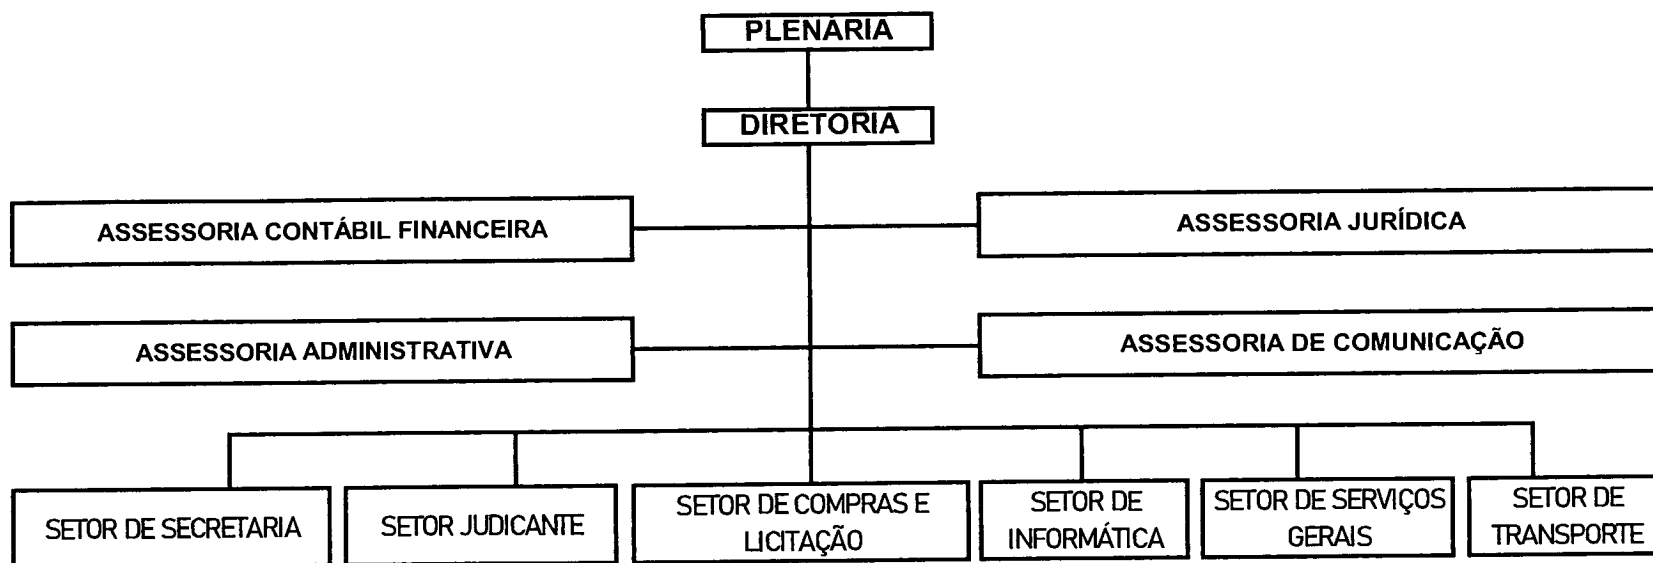 PLENÁRIA
DIRETORIA
ASSESSORIA CONTÁBIL FINANCEIRA
ASSESSORIA JURÍDICA
ASSESSORIA ADMINISTRATIVA
ASSESSORIA DE COMUNICAÇÃO
SETOR DE SECRETARIA
SETOR JUDICANTE
SETOR DE COMPRAS E
LICITAÇÃO
SETOR DE
INFORMÁTICA
SETOR DE SERVIÇOS
GERAIS
SETOR DE
TRANSPORTE